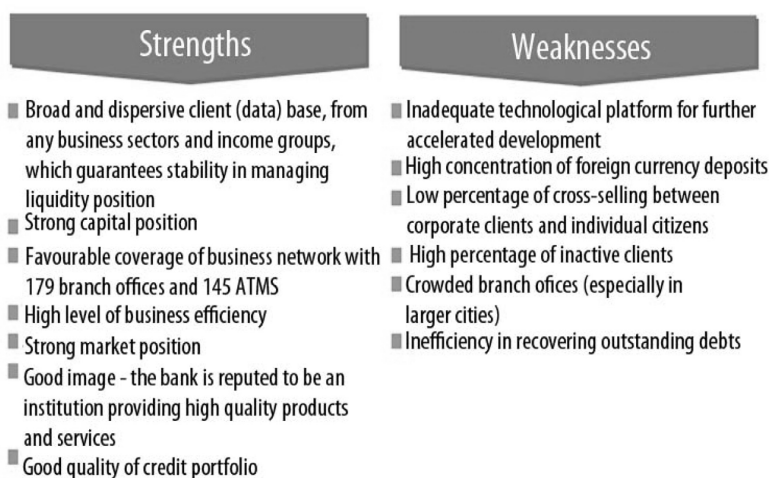 Strengths
Broad and dispersive client (data) base, from
any business sectors and income groups,
which guarantees stability in managing
liquidity position
Strong capital position
Favourable coverage of business network with
179 branch offices and 145 ATMS
High level of business efficiency
Strong market position
Good image - the bank is reputed to be an
institution providing high quality products
and services
Good quality of credit portfolio
Weaknesses
Inadequate technological platform for further
accelerated development
High concentration of foreign currency deposits
Low percentage of cross-selling between
corporate clients and individual citizens
High percentage of inactive clients
Crowded branch ofices (especially in
larger cities)
Inefficiency in recovering outstanding debts